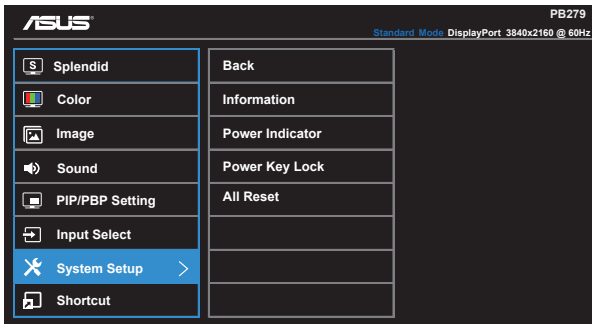 ASUS
PB279
Standard Mode DisplayPort 3840x2160 @ 60Hz
S Splendid
Color
Image
Sound
PIP/PBP Setting
Input Select
System Setup
Shortcut
Back
Information
Power Indicator
Power Key Lock
All Reset